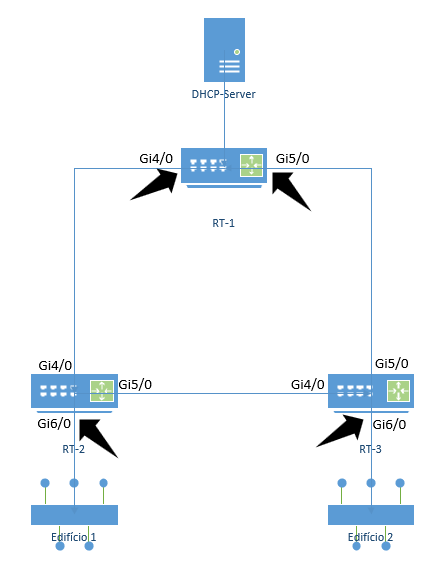 DHCP-Server
Gi4/0
Gi5/0
RT-1
Gi4/0
Gi5/0
Gi5/0
Gi4/0
Gi6/0
Gi6/0
RT-2
RT-3
Edifício 1
Edifício 2